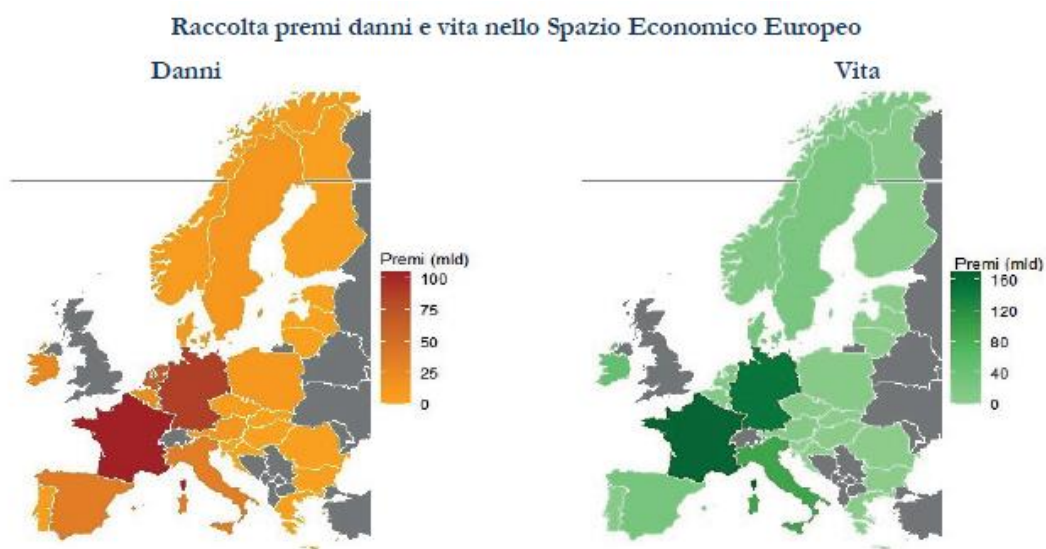 Raccolta premi danni e vita nello Spazio Economico Europeo
Danni
Vita
Premi (mld)
100
75
50
25
0
Premi (mld)
160
120
80
40
0